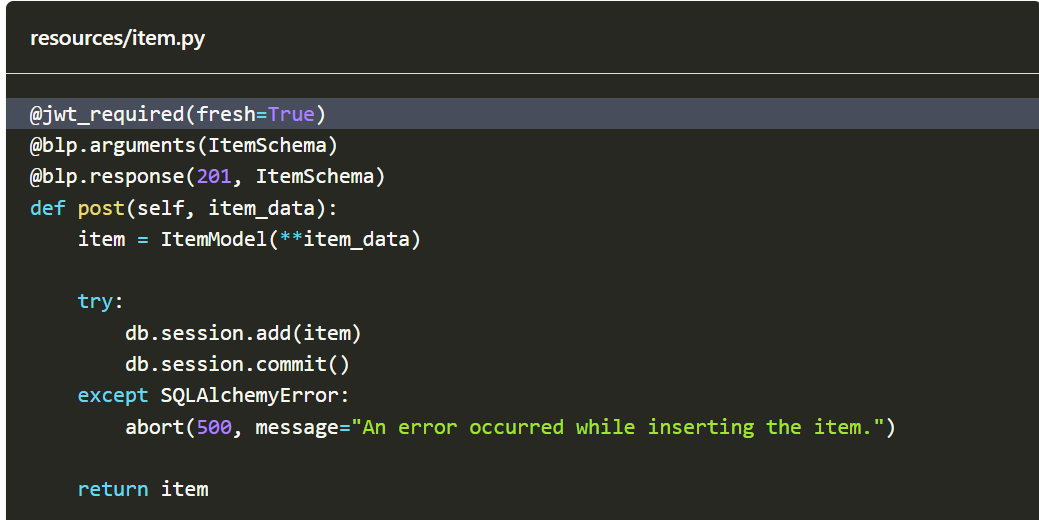 resources/item.py
@jwt_required(fresh=True)
@blp.arguments(ItemSchema)
@blp.response(201, ItemSchema)
def post(self, item_data):
    item = ItemModel(**item_data)

    try:
        db.session.add(item)
        db.session.commit()
    except SQLAlchemyError:
        abort(500, message="An error occurred while inserting the item.")

    return item